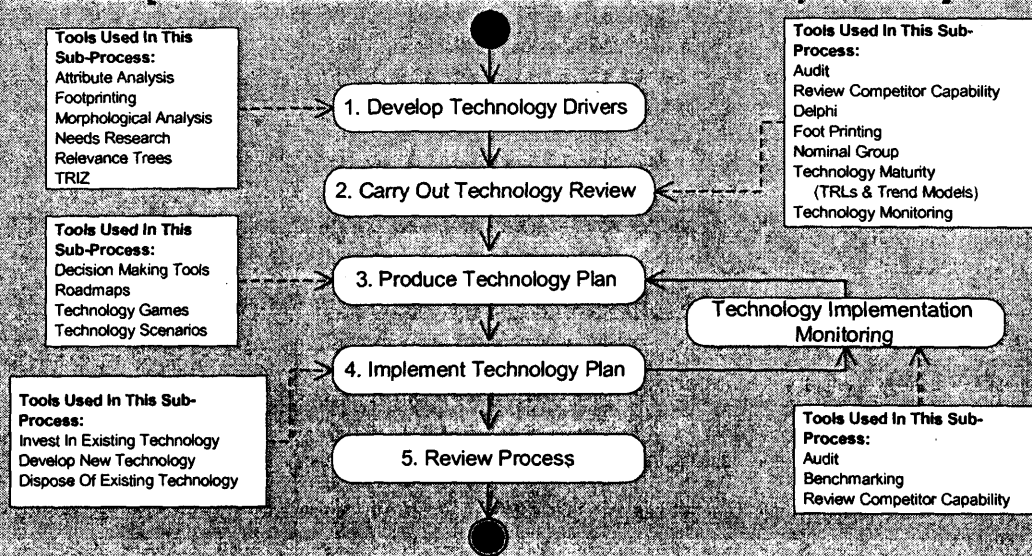 Tools Used In This
Sub-Process:
Attribute Analysis
Footprinting
Morphological Analysis
Needs Research
Relevance Trees
TRIZ
Tools Used In This Sub-
Process:
Audit
Review Competitor Capability
Delphi
Foot Printing
Nominal Group
Technology Maturity
(TRLs & Trend Models)
Technology Monitoring
1. Develop Technology Drivers
2. Carry Out Technology Review
Tools Used In This
Sub-Process:
Decision Making Tools
Roadmaps
Technology Games
Technology Scenarios
3. Produce Technology Plan
Technology Implementation
Monitoring
4. Implement Technology Plan
Tools Used In This Sub-
Process:
Invest In Existing Technology
Develop New Technology
Dispose Of Existing Technology
5. Review Process
Tools Used In This Sub-
Process:
Audit
Benchmarking
Review Competitor Capability